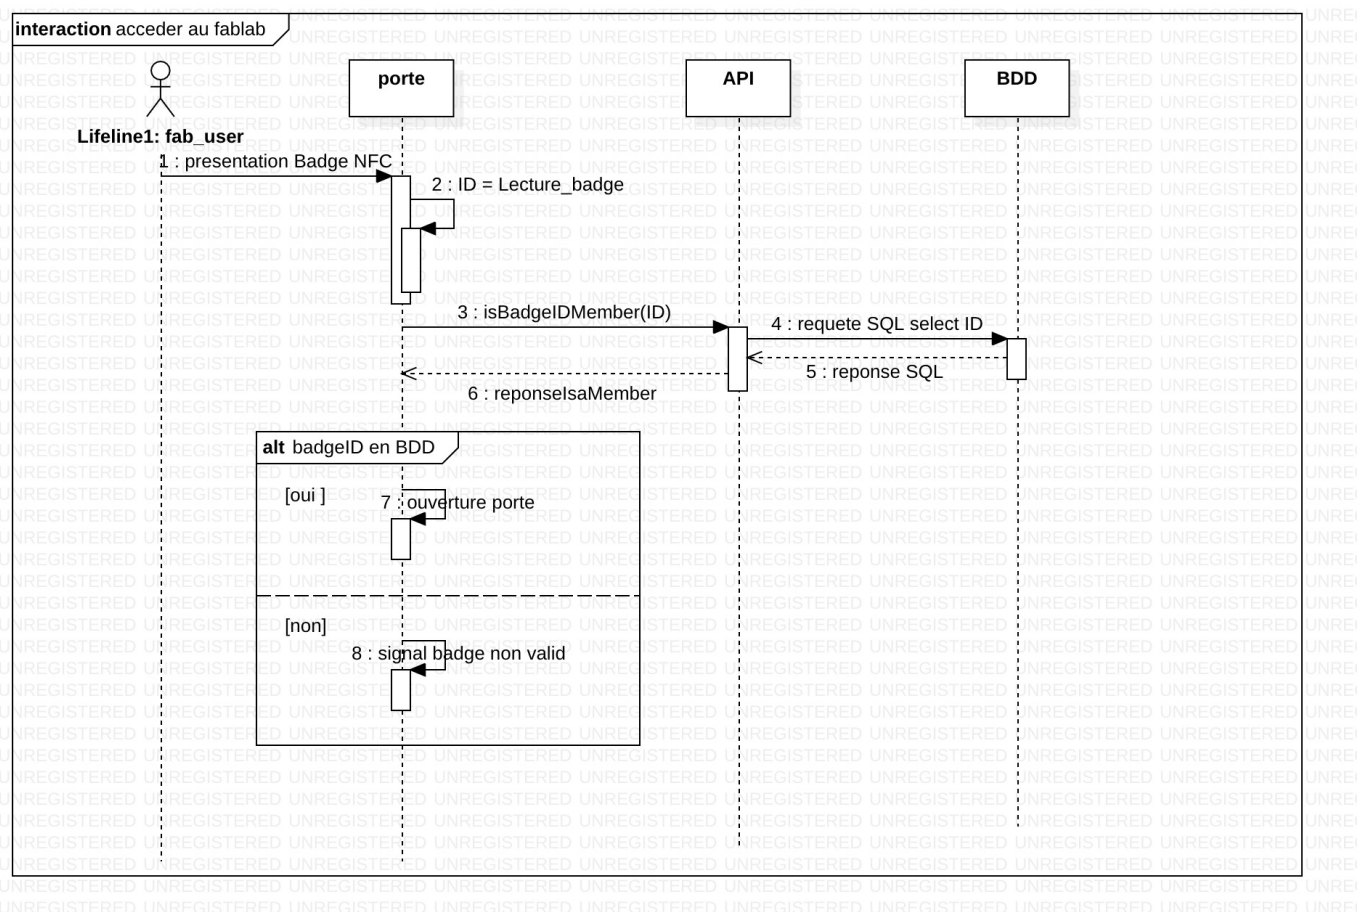 interaction acceder au fablab
porte
API
BDD
Lifeline1: fab_user
1 : presentation Badge NFC
2 : ID = Lecture_badge
3 : isBadgeIDMember(ID)
4 : requete SQL select ID
5 : reponse SQL
6 : reponseIsaMember
alt badgeID en BDD
[oui ]
7 : ouverture porte
[non]
8 : signal badge non valid
UNREGISTERED